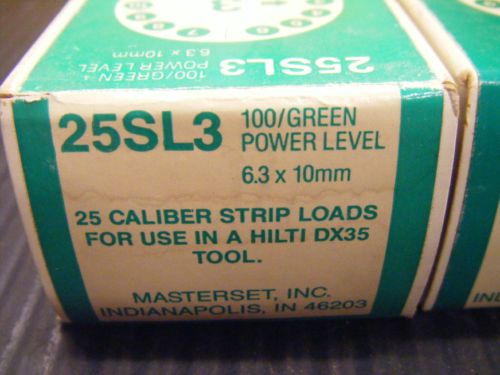 25SL3
100/GREEN +
POWER LEVEL
6.3 x 10mm
25SL3
100/GREEN
POWER LEVEL
6.3 x 10mm
25 CALIBER STRIP LOADS
FOR USE IN A HILTI DX35
TOOL.
MASTERSET, INC.
INDIANAPOLIS, IN 46203
IN